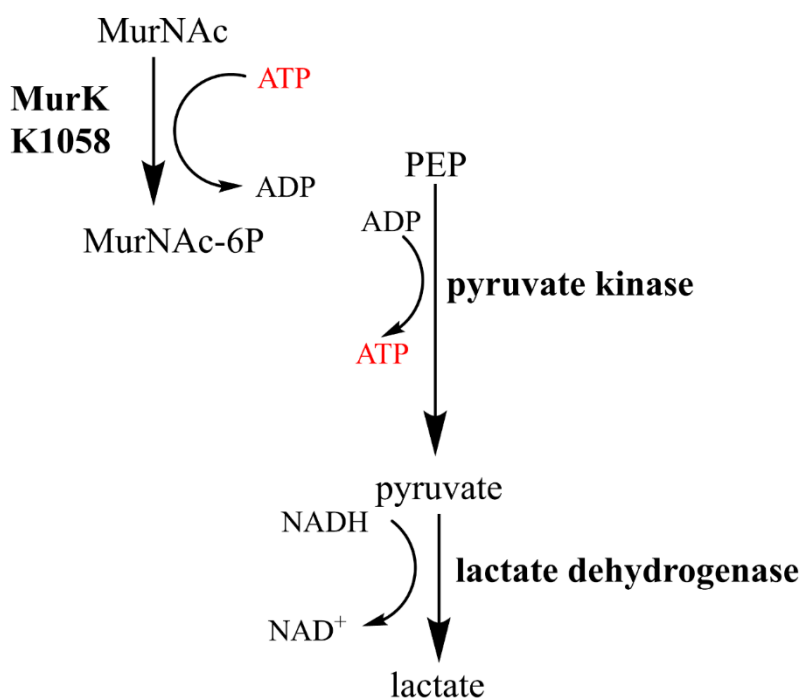 MurNAc
ATP
MurK
K1058
ADP
MurNAc-6P
PEP
ADP
pyruvate kinase
ATP
pyruvate
NADH
lactate dehydrogenase
NAD⁺
lactate